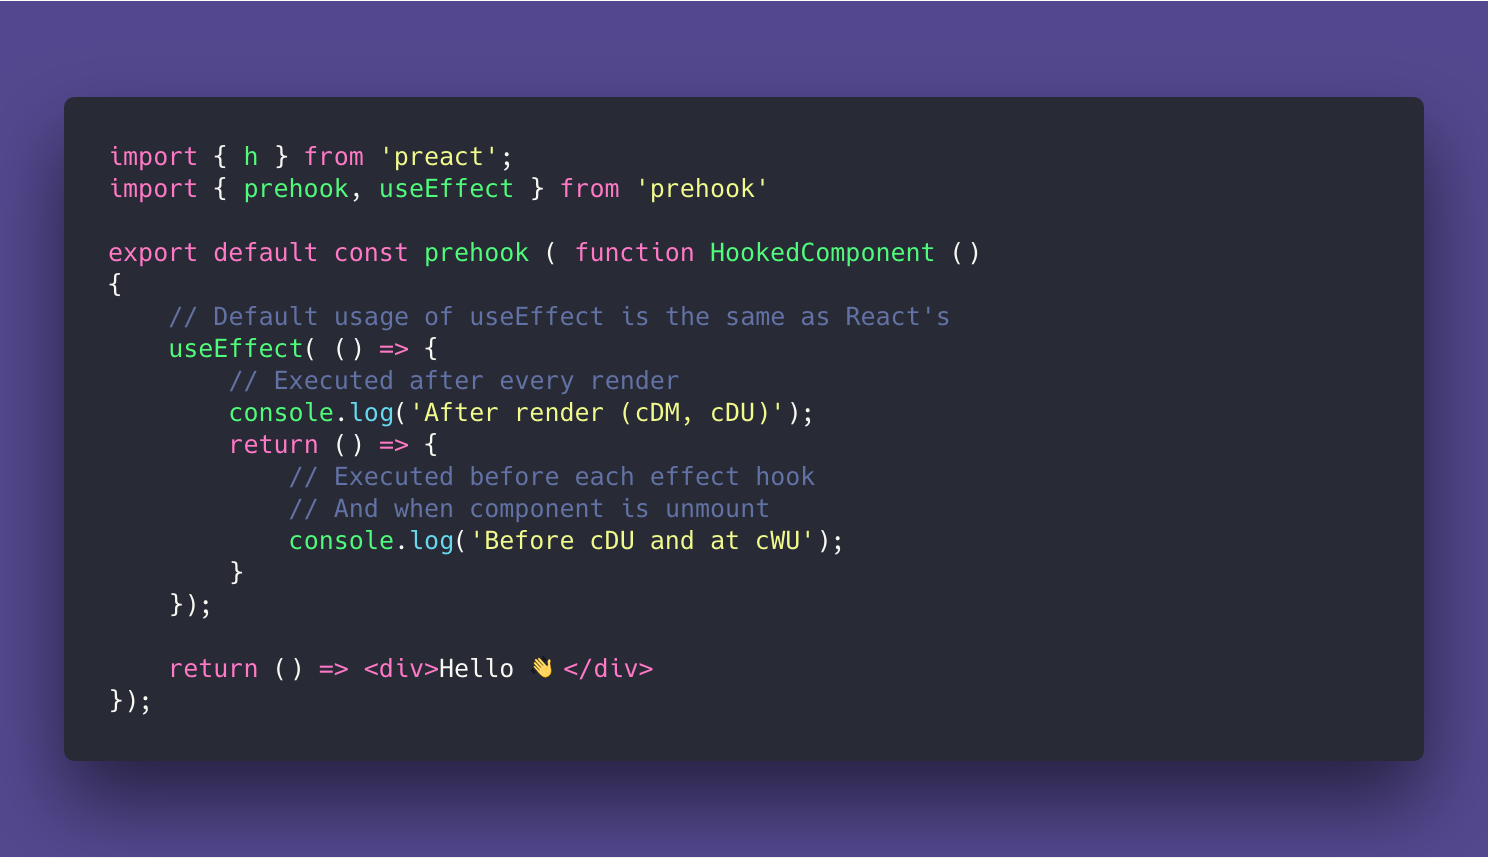 import { h } from 'preact';
import { prehook, useEffect } from 'prehook'

export default const prehook ( function HookedComponent ()
{
    // Default usage of useEffect is the same as React's
    useEffect( () => {
        // Executed after every render
        console.log('After render (cDM, cDU)');
        return () => {
            // Executed before each effect hook
            // And when component is unmount
            console.log('Before cDU and at cWU');
        }
    });

    return () => <div>Hello 👋 </div>
});